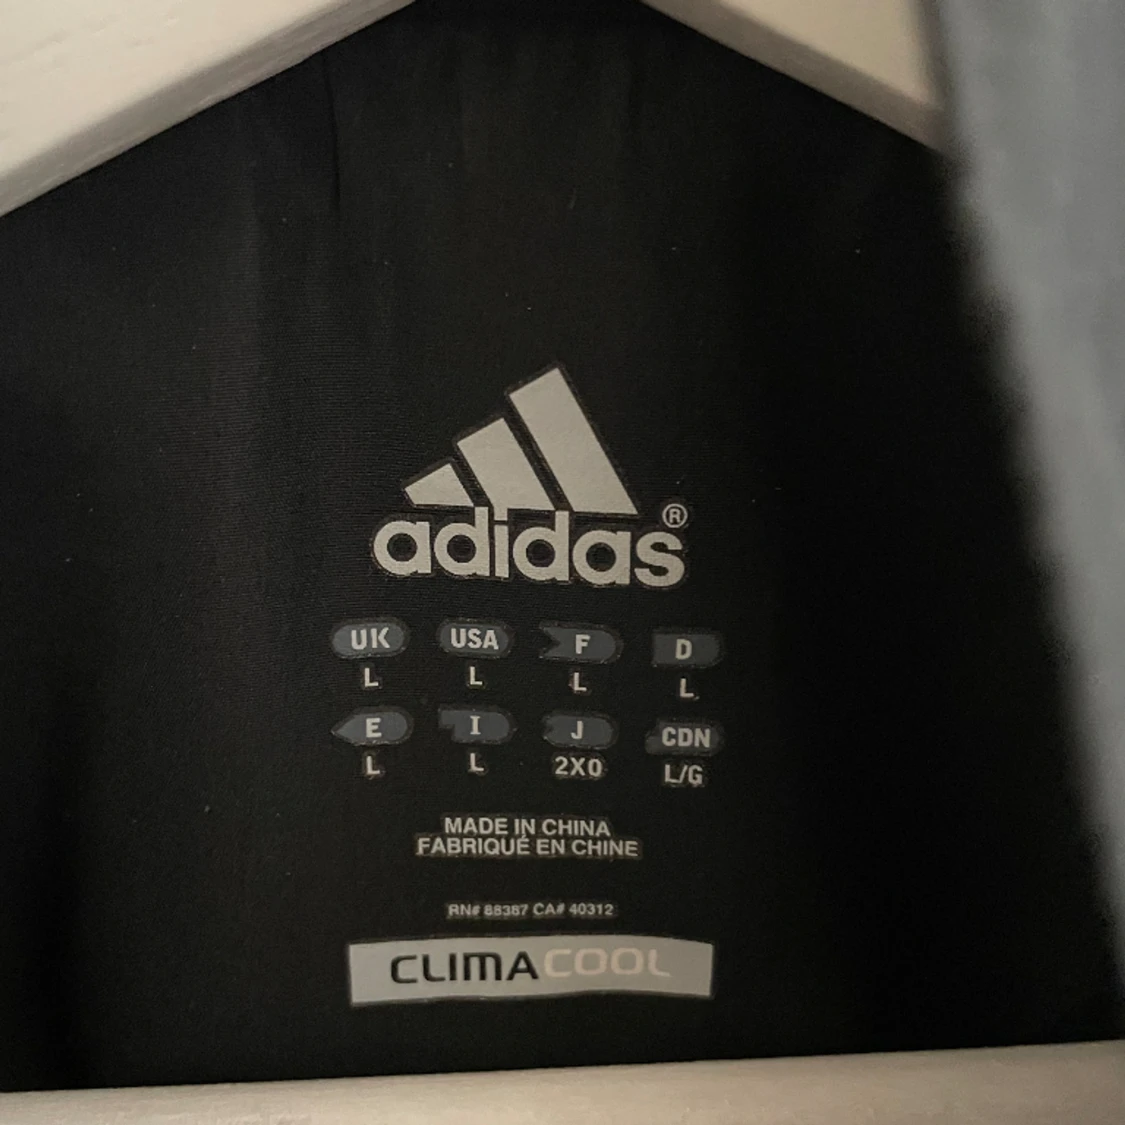 adidas®
UK USA F D
L L L L
E I J CDN
L L 2XO L/G
MADE IN CHINA
FABRIQUÉ EN CHINE
RN# 88387 CA# 40312
CLIMACOOL